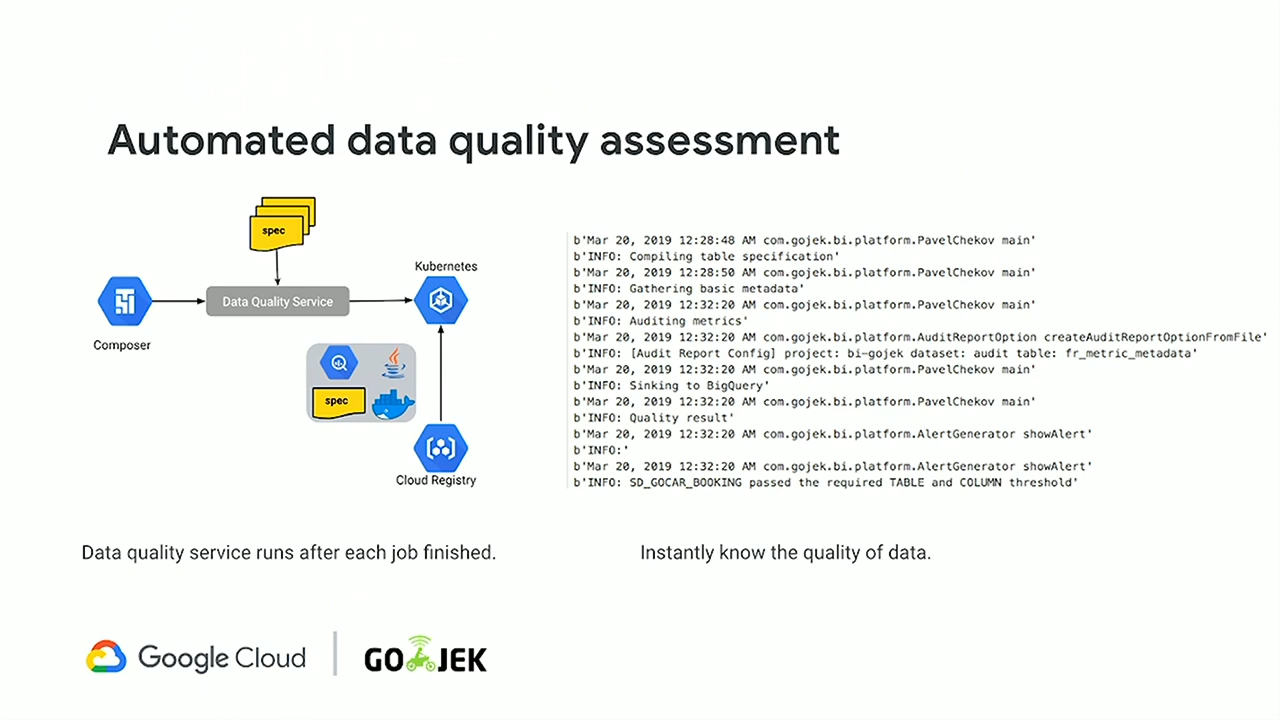 Automated data quality assessment
spec
Kubernetes
Data Quality Service
Composer
spec
Cloud Registry
b'Mar 20, 2019 12:28:48 AM com.gojek.bi.platform.PavelChekov main'
b'INFO: Compiling table specification'
b'Mar 20, 2019 12:28:50 AM com.gojek.bi.platform.PavelChekov main'
b'INFO: Gathering basic metadata'
b'Mar 20, 2019 12:32:20 AM com.gojek.bi.platform.PavelChekov main'
b'INFO: Auditing metrics'
b'Mar 20, 2019 12:32:20 AM com.gojek.bi.platform.AuditReportOption createAuditReportOptionFromFile'
b'INFO: [Audit Report Config] project: bi-gojek dataset: audit table: fr_metric_metadata'
b'Mar 20, 2019 12:32:20 AM com.gojek.bi.platform.PavelChekov main'
b'INFO: Sinking to BigQuery'
b'Mar 20, 2019 12:32:20 AM com.gojek.bi.platform.PavelChekov main'
b'INFO: Quality result'
b'Mar 20, 2019 12:32:20 AM com.gojek.bi.platform.AlertGenerator showAlert'
b'INFO:'
b'Mar 20, 2019 12:32:20 AM com.gojek.bi.platform.AlertGenerator showAlert'
b'INFO: SD_GOCAR_BOOKING passed the required TABLE and COLUMN threshold'
Data quality service runs after each job finished.
Instantly know the quality of data.
Google Cloud
GO JEK